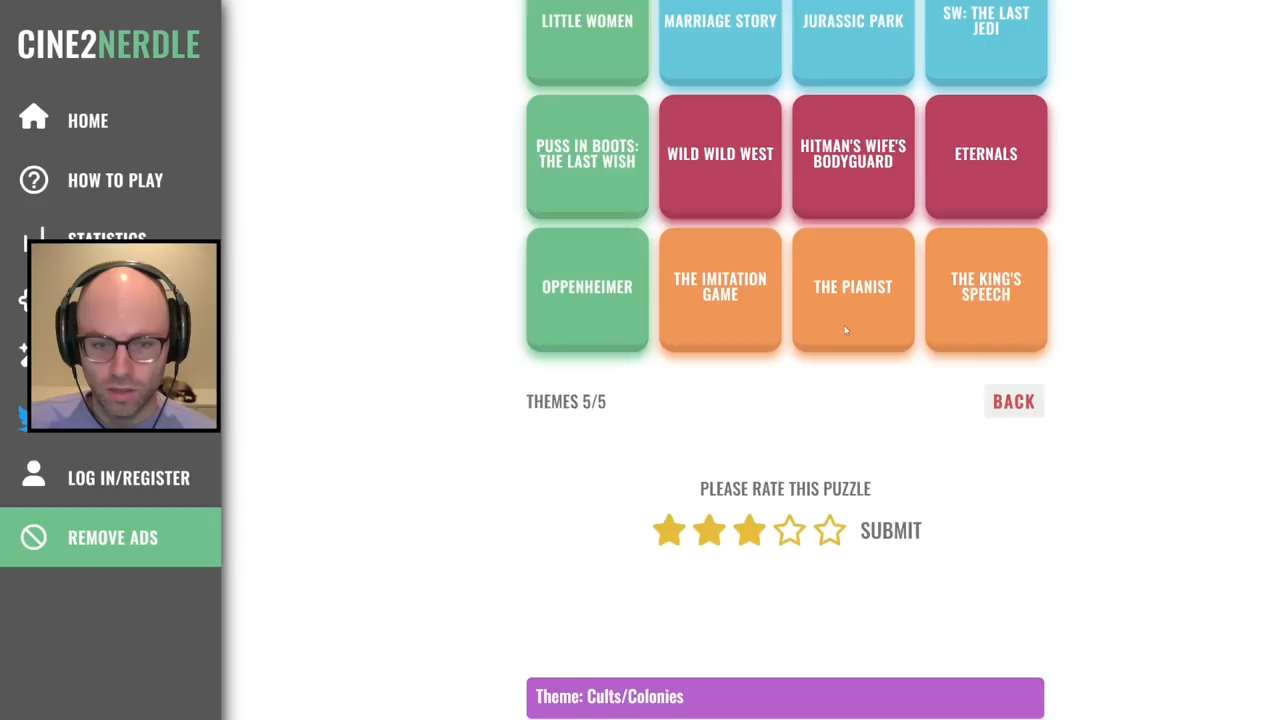 CINE2NERDLE
HOME
HOW TO PLAY
STATISTICS
LOG IN/REGISTER
REMOVE ADS
LITTLE WOMEN
MARRIAGE STORY
JURASSIC PARK
SW: THE LAST
JEDI
PUSS IN BOOTS:
THE LAST WISH
WILD WILD WEST
HITMAN'S WIFE'S
BODYGUARD
ETERNALS
OPPENHEIMER
THE IMITATION
GAME
THE PIANIST
THE KING'S
SPEECH
THEMES 5/5
BACK
PLEASE RATE THIS PUZZLE
SUBMIT
Theme: Cults/Colonies